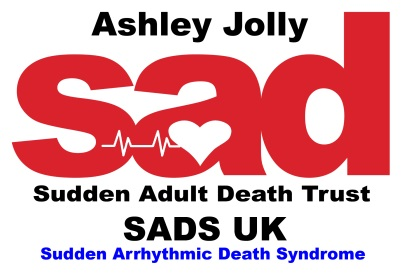 Ashley Jolly
sad
Sudden Adult Death Trust
SADS UK
Sudden Arrhythmic Death Syndrome